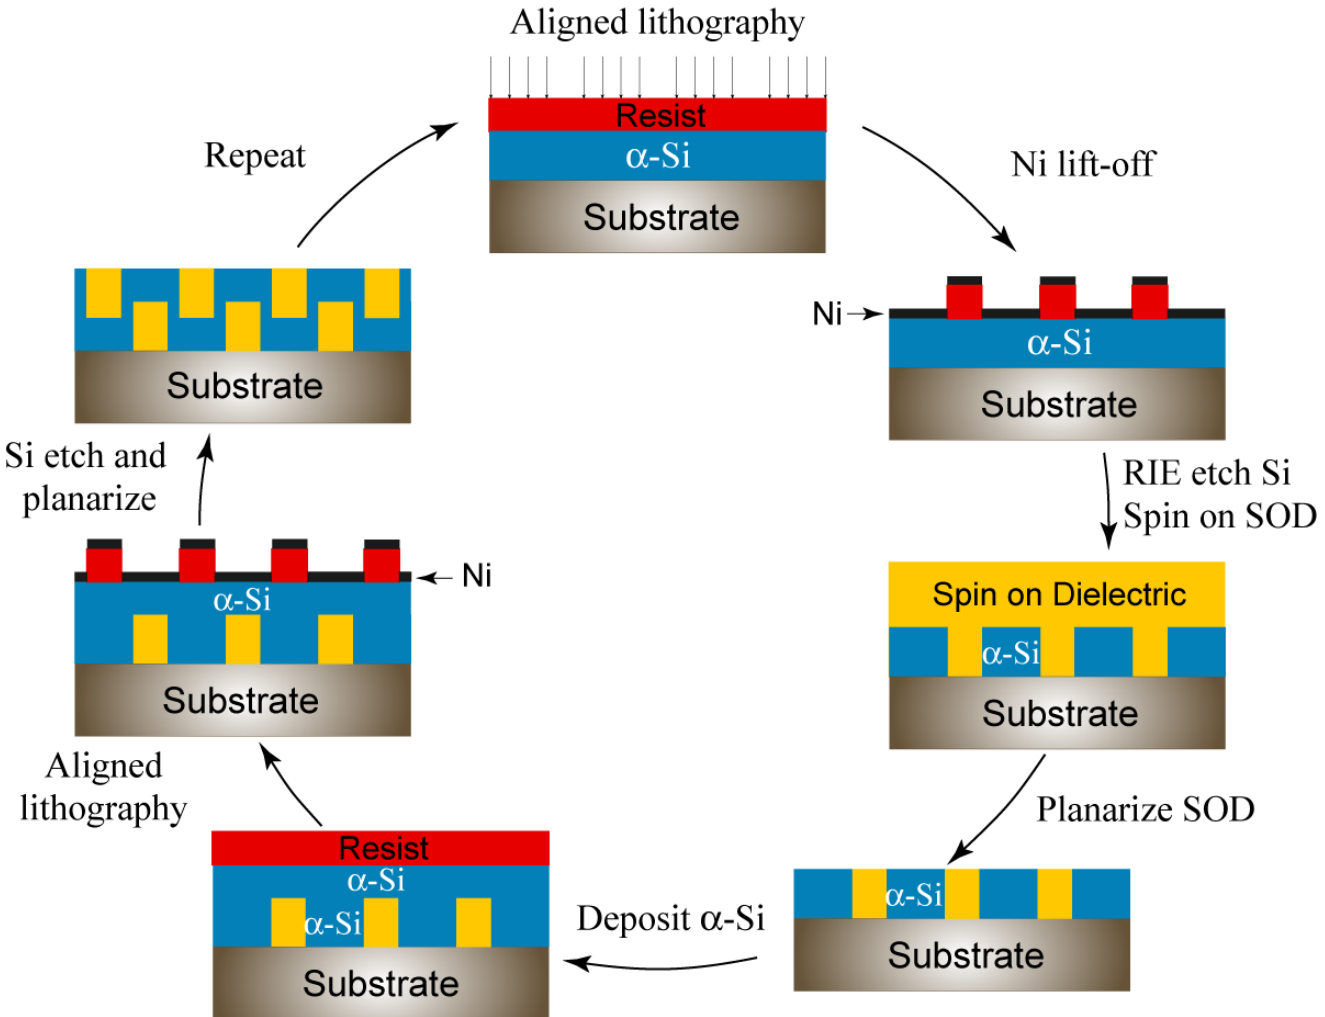 Aligned lithography
Resist
α-Si
Substrate
Ni lift-off
Ni
α-Si
Substrate
RIE etch Si
Spin on SOD
Spin on Dielectric
α-Si
Substrate
Planarize SOD
α-Si
Substrate
Deposit α-Si
Resist
α-Si
α-Si
Substrate
Aligned
lithography
Ni
α-Si
Substrate
Si etch and
planarize
Substrate
Repeat